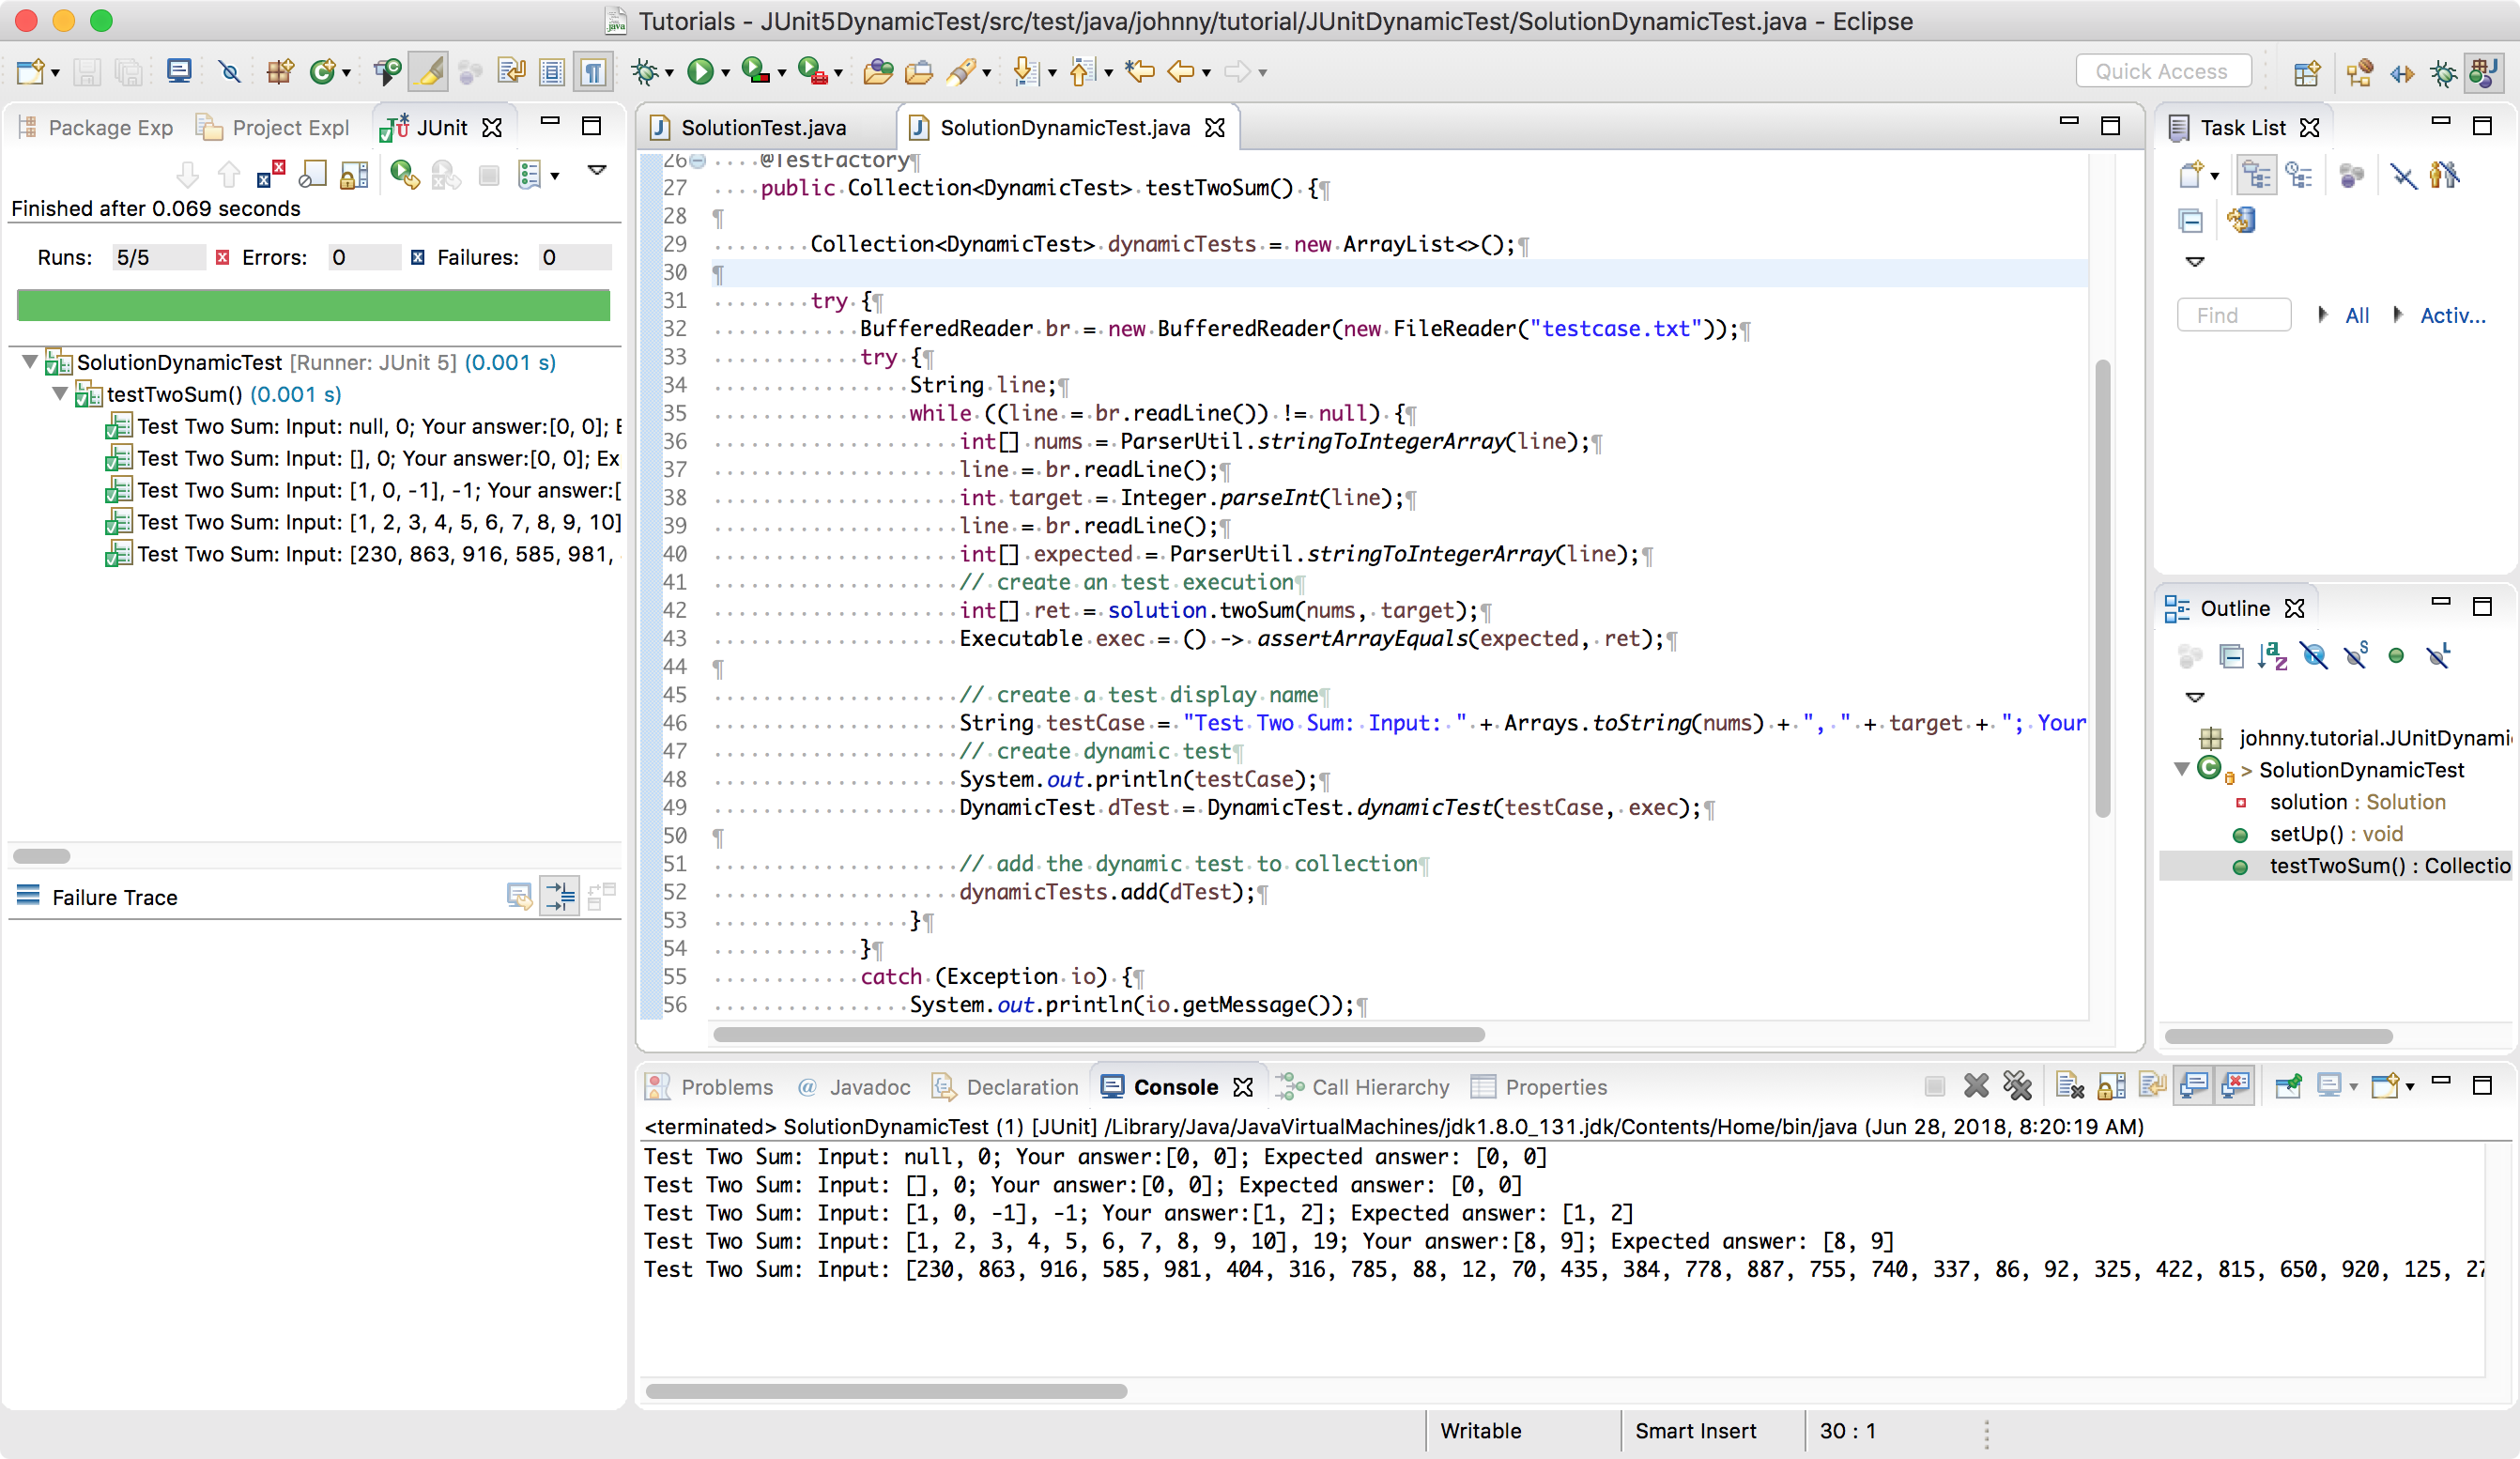 Tutorials - JUnit5DynamicTest/src/test/java/johnny/tutorial/JUnitDynamicTest/SolutionDynamicTest.java - Eclipse
Quick Access
Package Exp
Project Expl
JUnit
Finished after 0.069 seconds
Runs: 5/5
Errors: 0
Failures: 0
SolutionDynamicTest [Runner: JUnit 5] (0.001 s)
testTwoSum() (0.001 s)
Test Two Sum: Input: null, 0; Your answer:[0, 0]; E
Test Two Sum: Input: [], 0; Your answer:[0, 0]; Ex
Test Two Sum: Input: [1, 0, -1], -1; Your answer:[
Test Two Sum: Input: [1, 2, 3, 4, 5, 6, 7, 8, 9, 10]
Test Two Sum: Input: [230, 863, 916, 585, 981,
Failure Trace
SolutionTest.java
SolutionDynamicTest.java
26 @TestFactory¶
27 public Collection<DynamicTest> testTwoSum() {¶
28 ¶
29 Collection<DynamicTest> dynamicTests = new ArrayList<>();¶
30 ¶
31 try {¶
32 BufferedReader br = new BufferedReader(new FileReader("testcase.txt"));¶
33 try {¶
34 String line;¶
35 while ((line = br.readLine()) != null) {¶
36 int[] nums = ParserUtil.stringToIntegerArray(line);¶
37 line = br.readLine();¶
38 int target = Integer.parseInt(line);¶
39 line = br.readLine();¶
40 int[] expected = ParserUtil.stringToIntegerArray(line);¶
41 // create an test execution¶
42 int[] ret = solution.twoSum(nums, target);¶
43 Executable exec = () -> assertArrayEquals(expected, ret);¶
44 ¶
45 // create a test display name¶
46 String testCase = "Test Two Sum: Input: " + Arrays.toString(nums) + ", " + target + "; Your
47 // create dynamic test¶
48 System.out.println(testCase);¶
49 DynamicTest dTest = DynamicTest.dynamicTest(testCase, exec);¶
50 ¶
51 // add the dynamic test to collection¶
52 dynamicTests.add(dTest);¶
53 }¶
54 }¶
55 catch (Exception io) {¶
56 System.out.println(io.getMessage());¶
Task List
Find
All
Activ...
Outline
johnny.tutorial.JUnitDynami
> SolutionDynamicTest
solution : Solution
setUp() : void
testTwoSum() : Collectio
Problems
@ Javadoc
Declaration
Console
Call Hierarchy
Properties
<terminated> SolutionDynamicTest (1) [JUnit] /Library/Java/JavaVirtualMachines/jdk1.8.0_131.jdk/Contents/Home/bin/java (Jun 28, 2018, 8:20:19 AM)
Test Two Sum: Input: null, 0; Your answer:[0, 0]; Expected answer: [0, 0]
Test Two Sum: Input: [], 0; Your answer:[0, 0]; Expected answer: [0, 0]
Test Two Sum: Input: [1, 0, -1], -1; Your answer:[1, 2]; Expected answer: [1, 2]
Test Two Sum: Input: [1, 2, 3, 4, 5, 6, 7, 8, 9, 10], 19; Your answer:[8, 9]; Expected answer: [8, 9]
Test Two Sum: Input: [230, 863, 916, 585, 981, 404, 316, 785, 88, 12, 70, 435, 384, 778, 887, 755, 740, 337, 86, 92, 325, 422, 815, 650, 920, 125, 27
Writable
Smart Insert
30 : 1